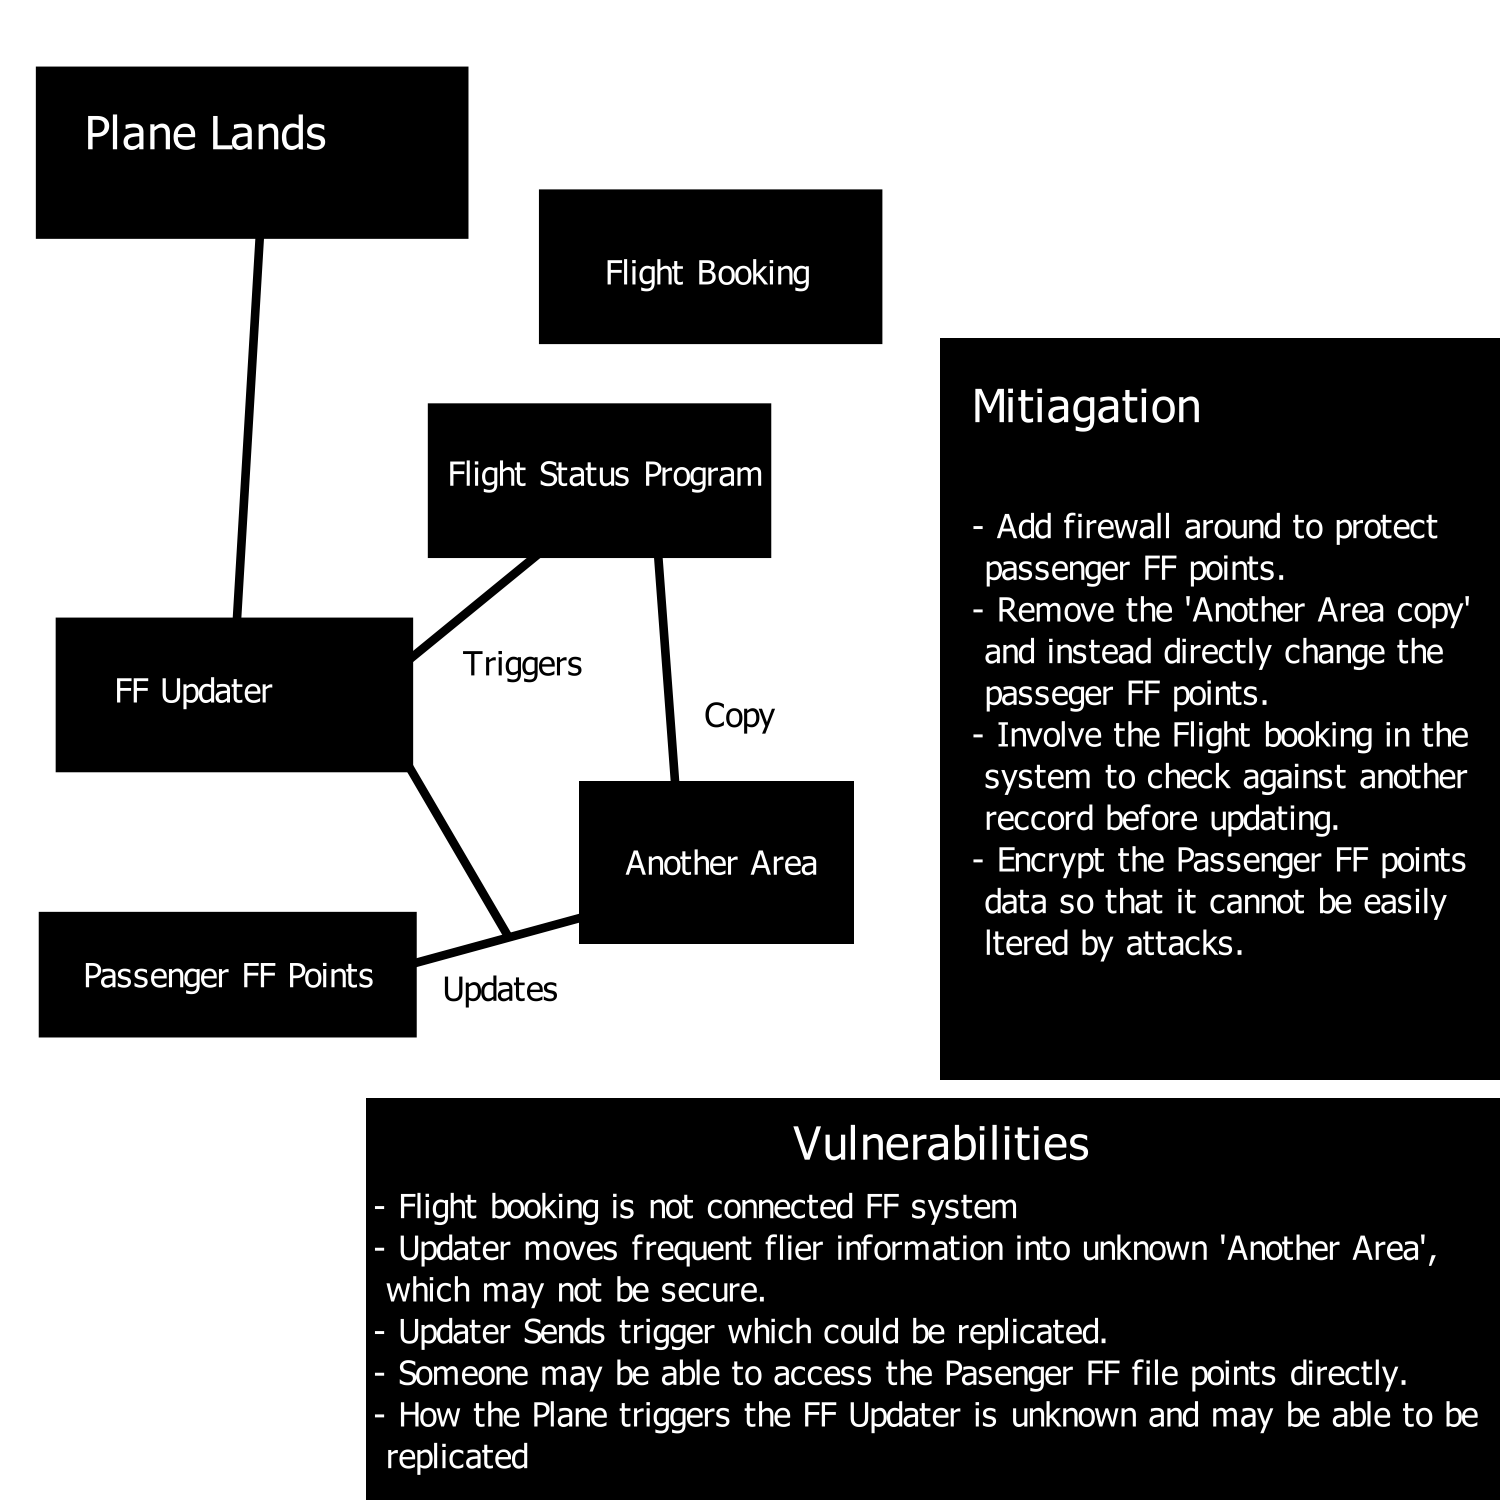 Plane Lands
Flight Booking
Flight Status Program
Triggers
FF Updater
Copy
Another Area
Passenger FF Points
Updates
Mitiagation
- Add firewall around to protect
passenger FF points.
- Remove the 'Another Area copy'
and instead directly change the
passeger FF points.
- Involve the Flight booking in the
system to check against another
reccord before updating.
- Encrypt the Passenger FF points
data so that it cannot be easily
ltered by attacks.
Vulnerabilities
- Flight booking is not connected FF system
- Updater moves frequent flier information into unknown 'Another Area',
which may not be secure.
- Updater Sends trigger which could be replicated.
- Someone may be able to access the Pasenger FF file points directly.
- How the Plane triggers the FF Updater is unknown and may be able to be
replicated